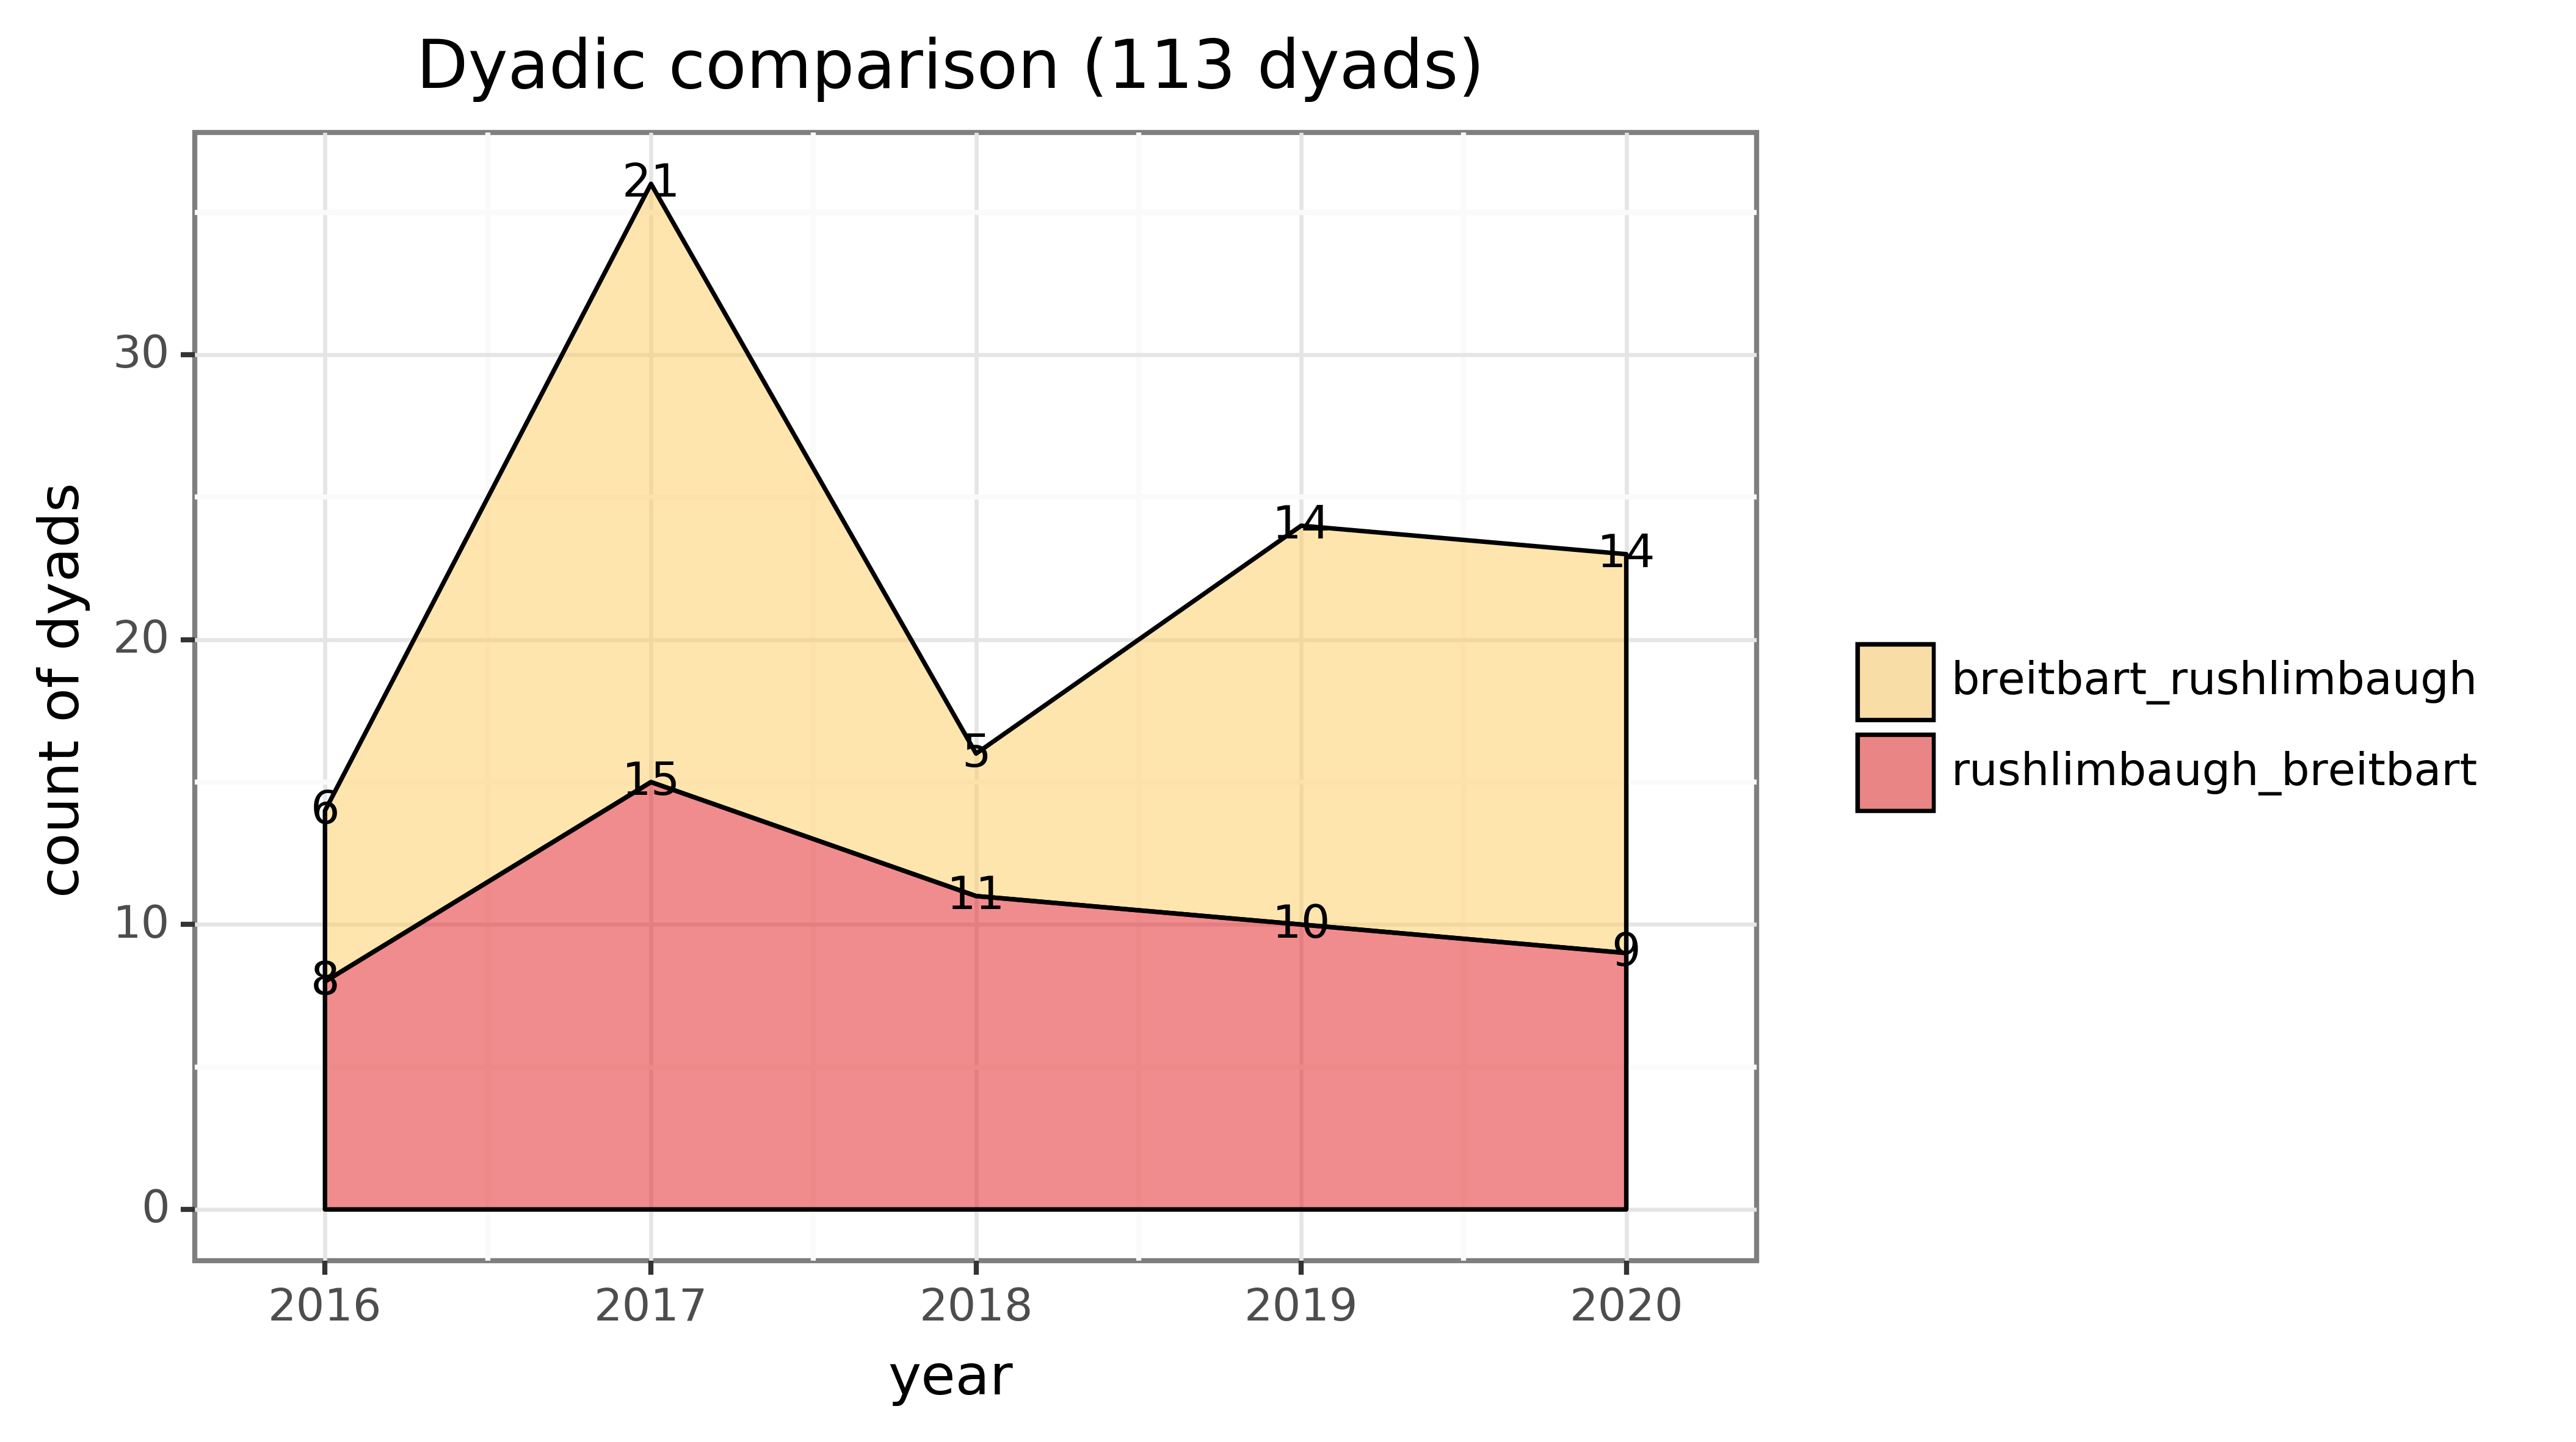 Dyadic comparison (113 dyads)
count of dyads
30
20
10
0
21
14
14
5
6
15
11
10
9
8
2016 2017 2018 2019 2020
year
breitbart_rushlimbaugh
rushlimbaugh_breitbart